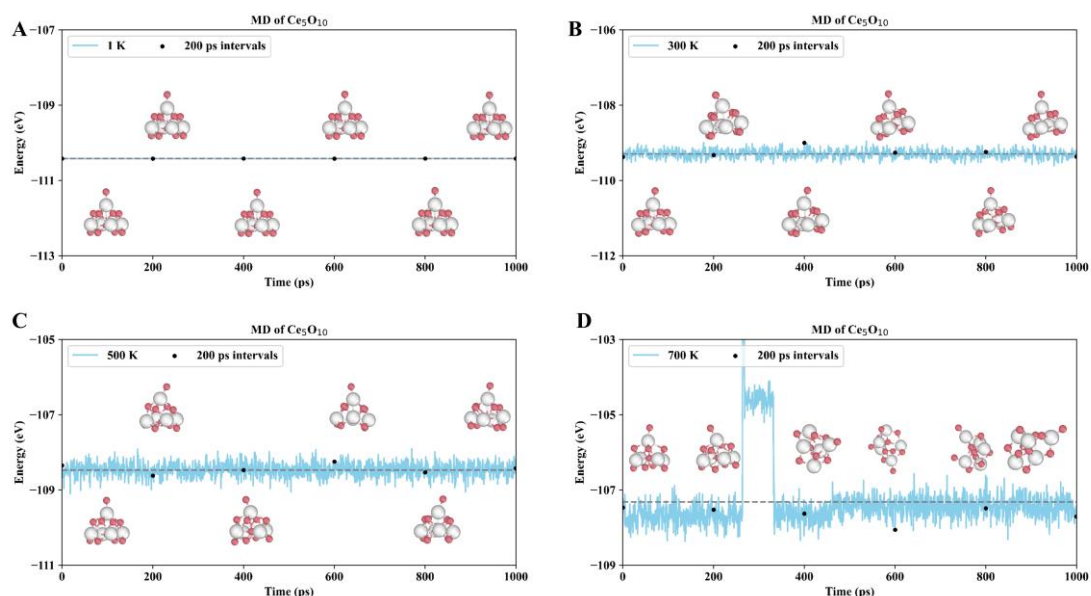 A
MD of Ce₅O₁₀
1 K
200 ps intervals
Energy (eV)
−107
−109
−111
−113
0 200 400 600 800 1000
Time (ps)
B
MD of Ce₅O₁₀
300 K
200 ps intervals
Energy (eV)
−106
−108
−110
−112
0 200 400 600 800 1000
Time (ps)
C
MD of Ce₅O₁₀
500 K
200 ps intervals
Energy (eV)
−105
−107
−109
−111
0 200 400 600 800 1000
Time (ps)
D
MD of Ce₅O₁₀
700 K
200 ps intervals
Energy (eV)
−103
−105
−107
−109
0 200 400 600 800 1000
Time (ps)